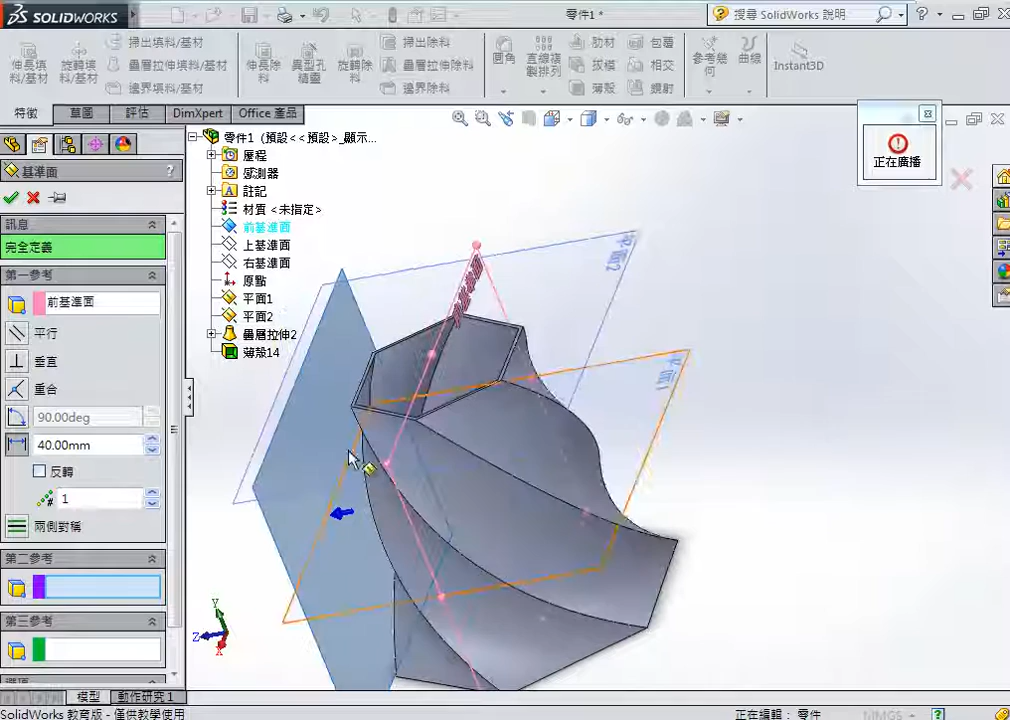 SOLIDWORKS
零件1 *
搜尋 SolidWorks 說明
伸長填料/基材
旋轉填料/基材
掃出填料/基材
疊層拉伸填料/基材
邊界填料/基材
伸長除料
異型孔精靈
旋轉除料
掃出除料
疊層拉伸除料
邊界除料
圓角
直線複製排列
肋材
拔模
薄殼
包覆
相交
鏡射
參考幾何
曲線
Instant3D
特徵
草圖
評估
DimXpert
Office 產品
正在廣播
基準面
?
訊息
完全定義
第一參考
前基準面
平行
垂直
重合
90.00deg
40.00mm
反轉
1
兩側對稱
第二參考
第三參考
零件1 (預設<<預設>_顯示...
歷程
感測器
註記
材質 <未指定>
前基準面
上基準面
右基準面
原點
平面1
平面2
疊層拉伸2
薄殼14
平面2
平面1
Y
Z
X
模型
動作研究 1
SolidWorks 教育版 - 僅供教學使用
正在編輯： 零件
MMGS